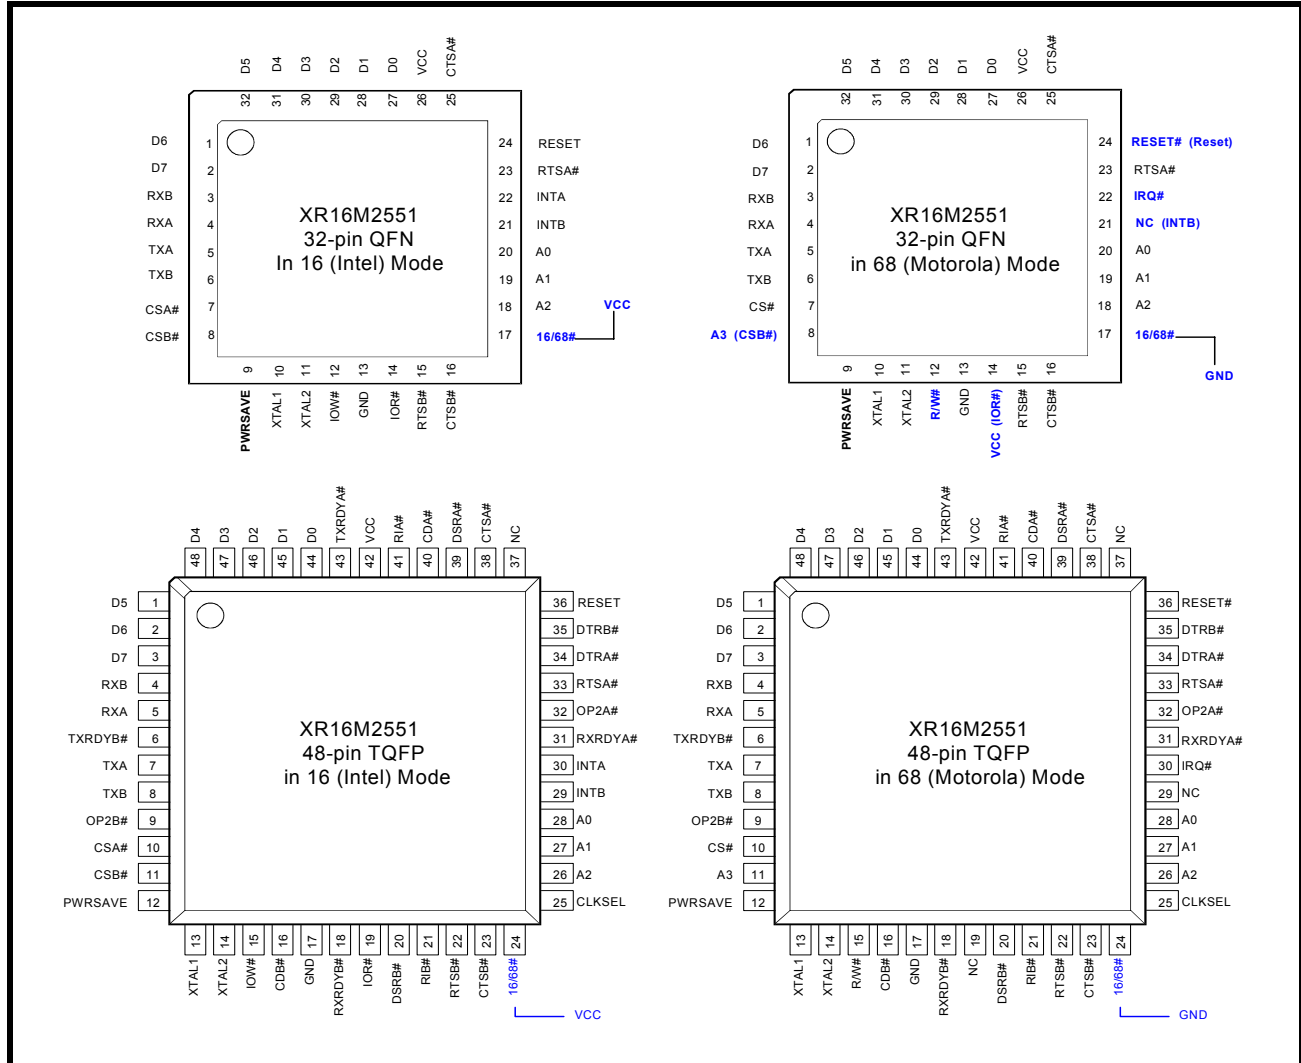 D5 D4 D3 D2 D1 D0 VCC CTSA#
32 31 30 29 28 27 26 25
D6 1
D7 2
RXB 3
RXA 4
TXA 5
TXB 6
CSA# 7
CSB# 8
XR16M2551
32-pin QFN
In 16 (Intel) Mode
24 RESET
23 RTSA#
22 INTA
21 INTB
20 A0
19 A1
18 A2
VCC
17 16/68#
9 10 11 12 13 14 15 16
PWRSAVE XTAL1 XTAL2 IOW# GND IOR# RTSB# CTSB#
D5 D4 D3 D2 D1 D0 VCC CTSA#
32 31 30 29 28 27 26 25
D6 1
D7 2
RXB 3
RXA 4
TXA 5
TXB 6
CS# 7
A3 (CSB#) 8
XR16M2551
32-pin QFN
in 68 (Motorola) Mode
24 RESET# (Reset)
23 RTSA#
22 IRQ#
21 NC (INTB)
20 A0
19 A1
18 A2
17 16/68#
GND
9 10 11 12 13 14 15 16
PWRSAVE XTAL1 XTAL2 R/W# GND VCC (IOR#) RTSB# CTSB#
D4 D3 D2 D1 D0 TXRDYA# VCC RIA# CDA# DSRA# CTSA# NC
48 47 46 45 44 43 42 41 40 39 38 37
D5 1
D6 2
D7 3
RXB 4
RXA 5
TXRDYB# 6
TXA 7
TXB 8
OP2B# 9
CSA# 10
CSB# 11
PWRSAVE 12
XR16M2551
48-pin TQFP
in 16 (Intel) Mode
36 RESET
35 DTRB#
34 DTRA#
33 RTSA#
32 OP2A#
31 RXRDYA#
30 INTA
29 INTB
28 A0
27 A1
26 A2
25 CLKSEL
13 14 15 16 17 18 19 20 21 22 23 24
XTAL1 XTAL2 IOW# CDB# GND RXRDYB# IOR# DSRB# RIB# RTSB# CTSB# 16/68#
VCC
D4 D3 D2 D1 D0 TXRDYA# VCC RIA# CDA# DSRA# CTSA# NC
48 47 46 45 44 43 42 41 40 39 38 37
D5 1
D6 2
D7 3
RXB 4
RXA 5
TXRDYB# 6
TXA 7
TXB 8
OP2B# 9
CS# 10
A3 11
PWRSAVE 12
XR16M2551
48-pin TQFP
in 68 (Motorola) Mode
36 RESET#
35 DTRB#
34 DTRA#
33 RTSA#
32 OP2A#
31 RXRDYA#
30 IRQ#
29 NC
28 A0
27 A1
26 A2
25 CLKSEL
13 14 15 16 17 18 19 20 21 22 23 24
XTAL1 XTAL2 R/W# CDB# GND RXRDYB# NC DSRB# RIB# RTSB# CTSB# 16/68#
GND